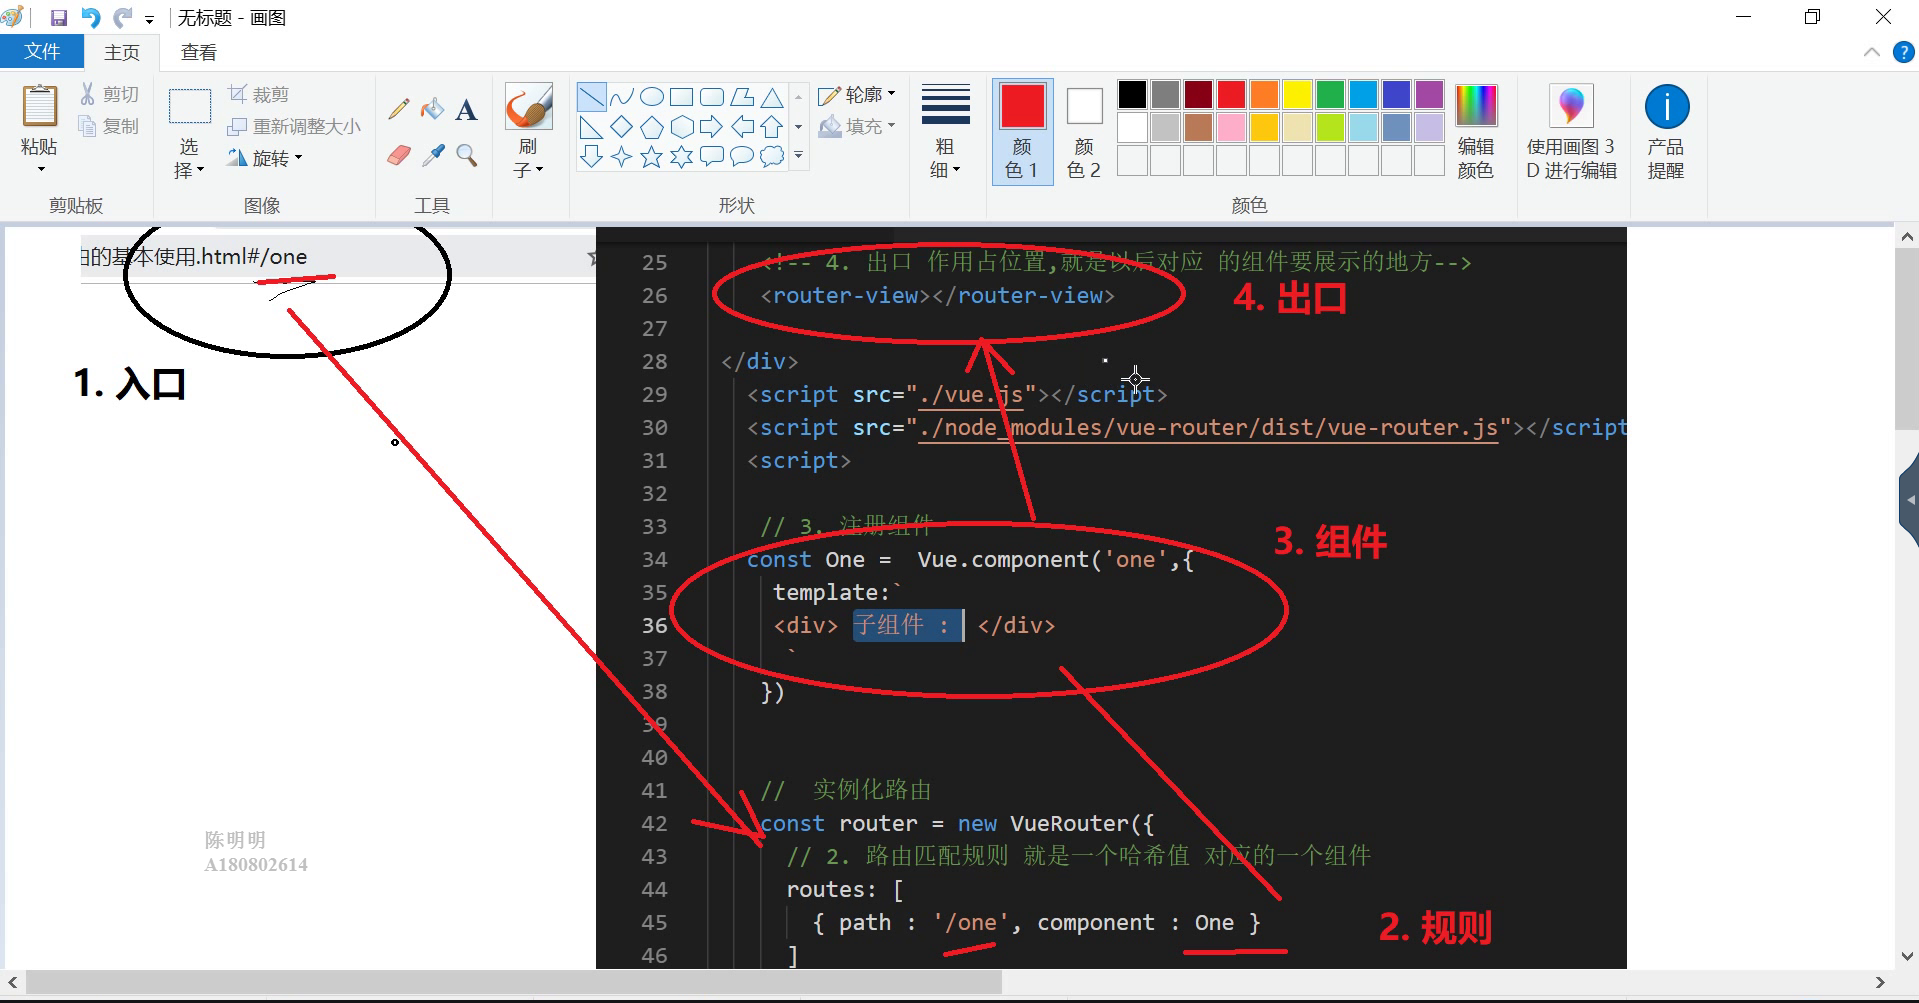 无标题 - 画图
文件
主页
查看
粘贴
剪切
复制
剪贴板
选
择
裁剪
重新调整大小
旋转
图像
A
工具
刷
子
轮廓
填充
形状
粗
细
颜
色 1
颜
色 2
编辑
颜色
颜色
使用画图 3
D 进行编辑
产品
提醒
由的基本使用.html#/one
1. 入口
陈明明
A180802614
25 <!-- 4. 出口 作用占位置,就是以后对应 的组件要展示的地方-->
26 <router-view></router-view>
4. 出口
27
28 </div>
29 <script src="./vue.js"></script>
30 <script src="./node_modules/vue-router/dist/vue-router.js"></script
31 <script>
32
33 // 3. 注册组件
3. 组件
34 const One =  Vue.component('one',{
35 template:`
36 <div> 子组件 : </div>
37 `
38 })
39
40
41 //  实例化路由
42 const router = new VueRouter({
43 // 2. 路由匹配规则 就是一个哈希值 对应的一个组件
44 routes: [
45 { path : '/one', component : One }
2. 规则
46 ]